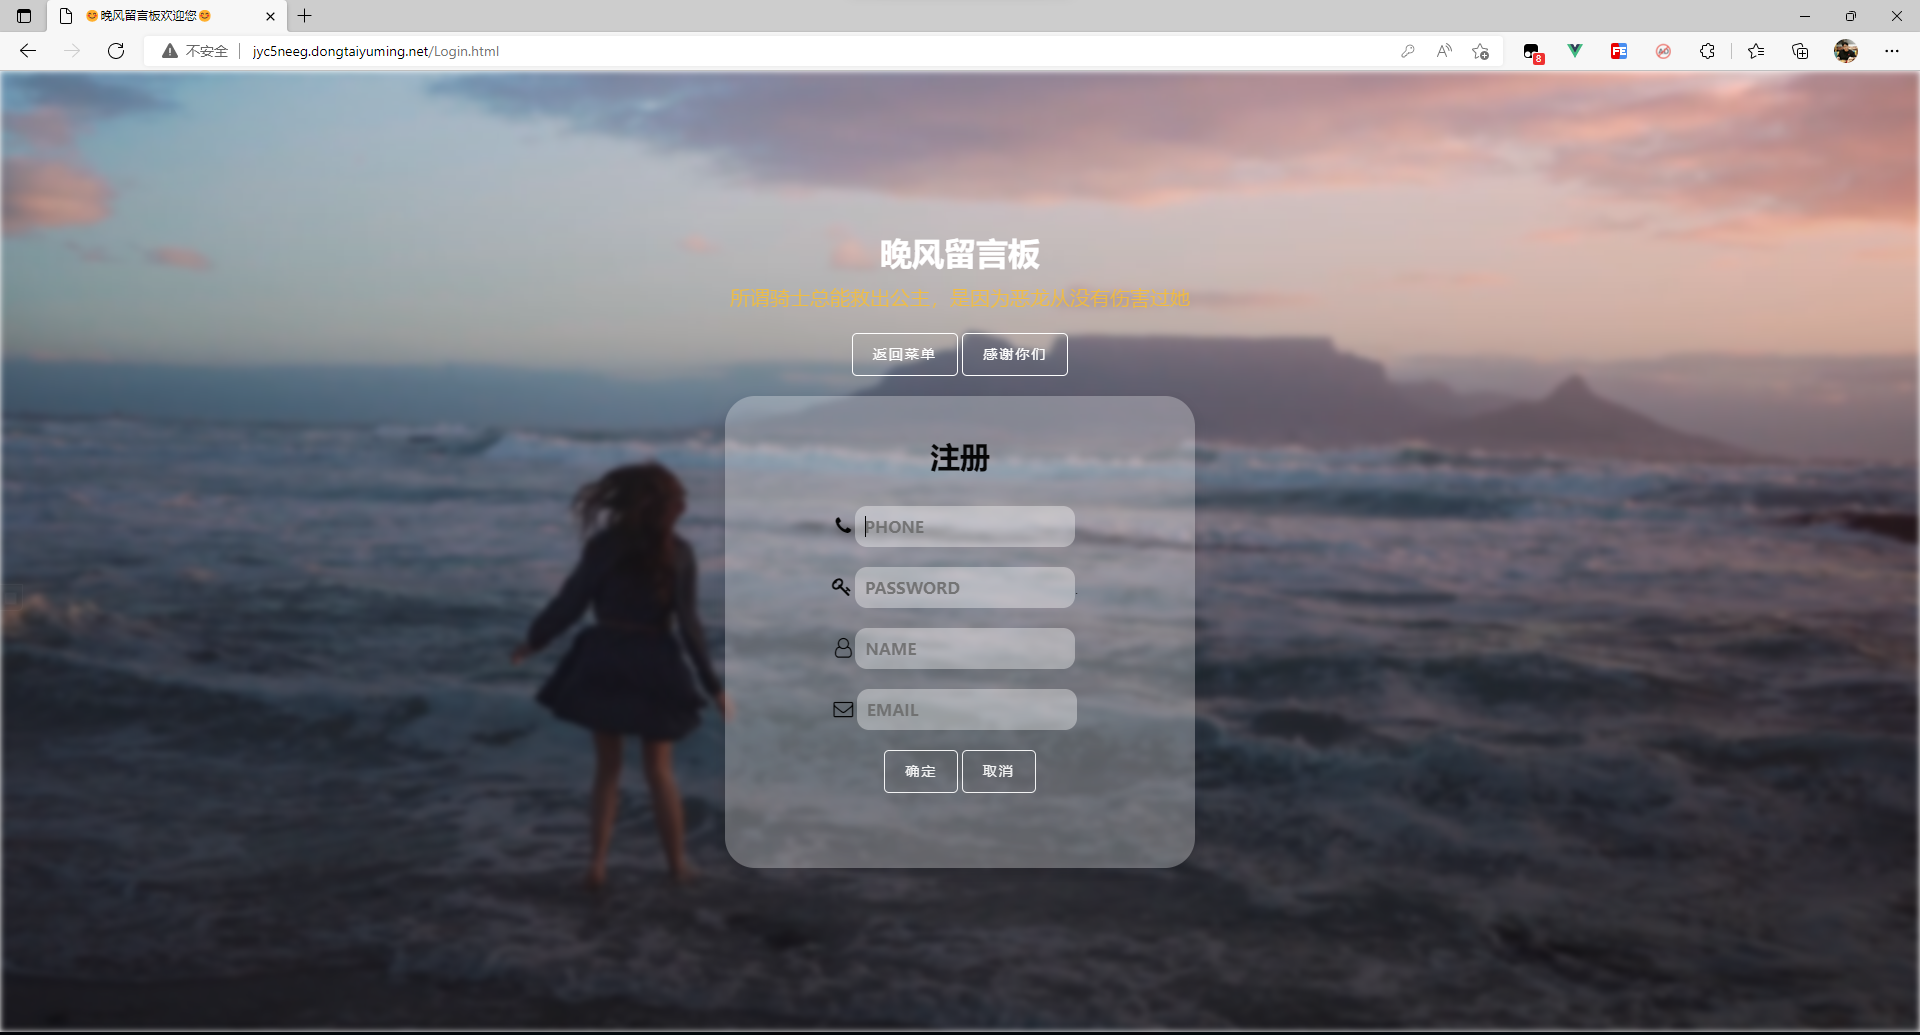 😊晚风留言板欢迎您😊
不安全
jyc5neeg.dongtaiyuming.net/Login.html
8
晚风留言板
所谓骑士总能救出公主，是因为恶龙从没有伤害过她
返回菜单
感谢你们
注册
PHONE
PASSWORD
NAME
EMAIL
确定
取消